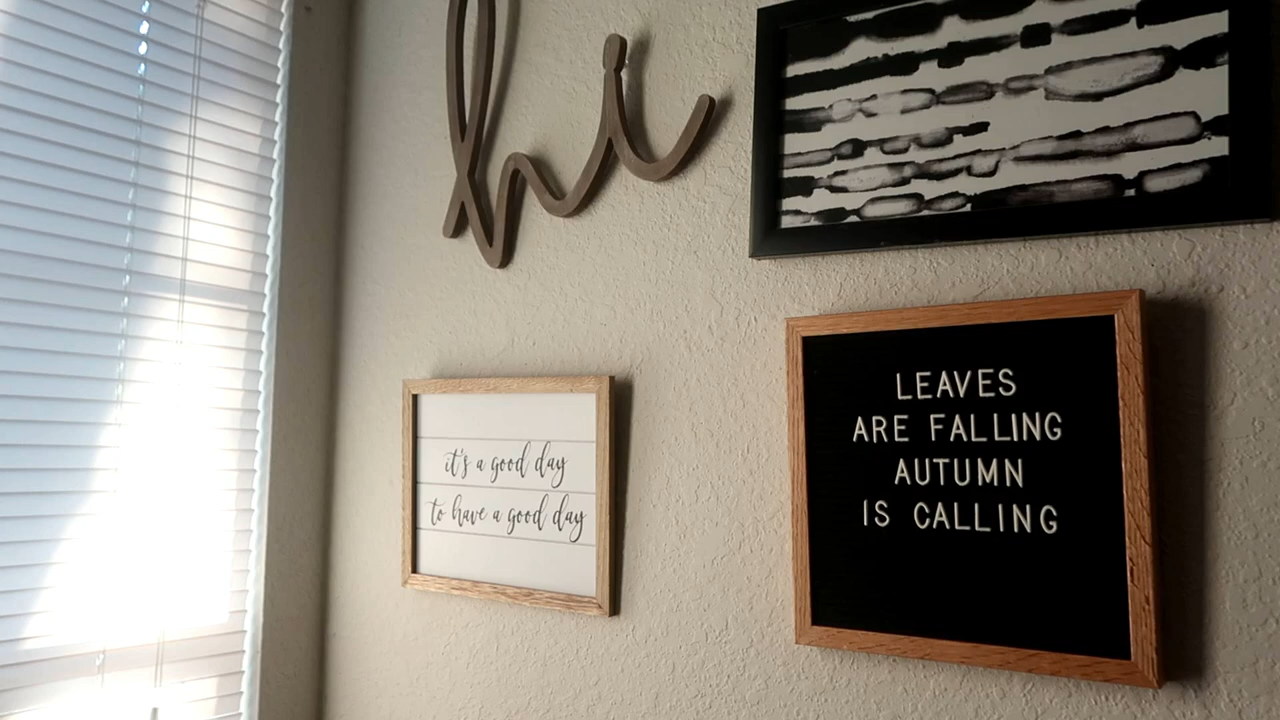 hi
it's a good day
to have a good day
LEAVES
ARE FALLING
AUTUMN
IS CALLING